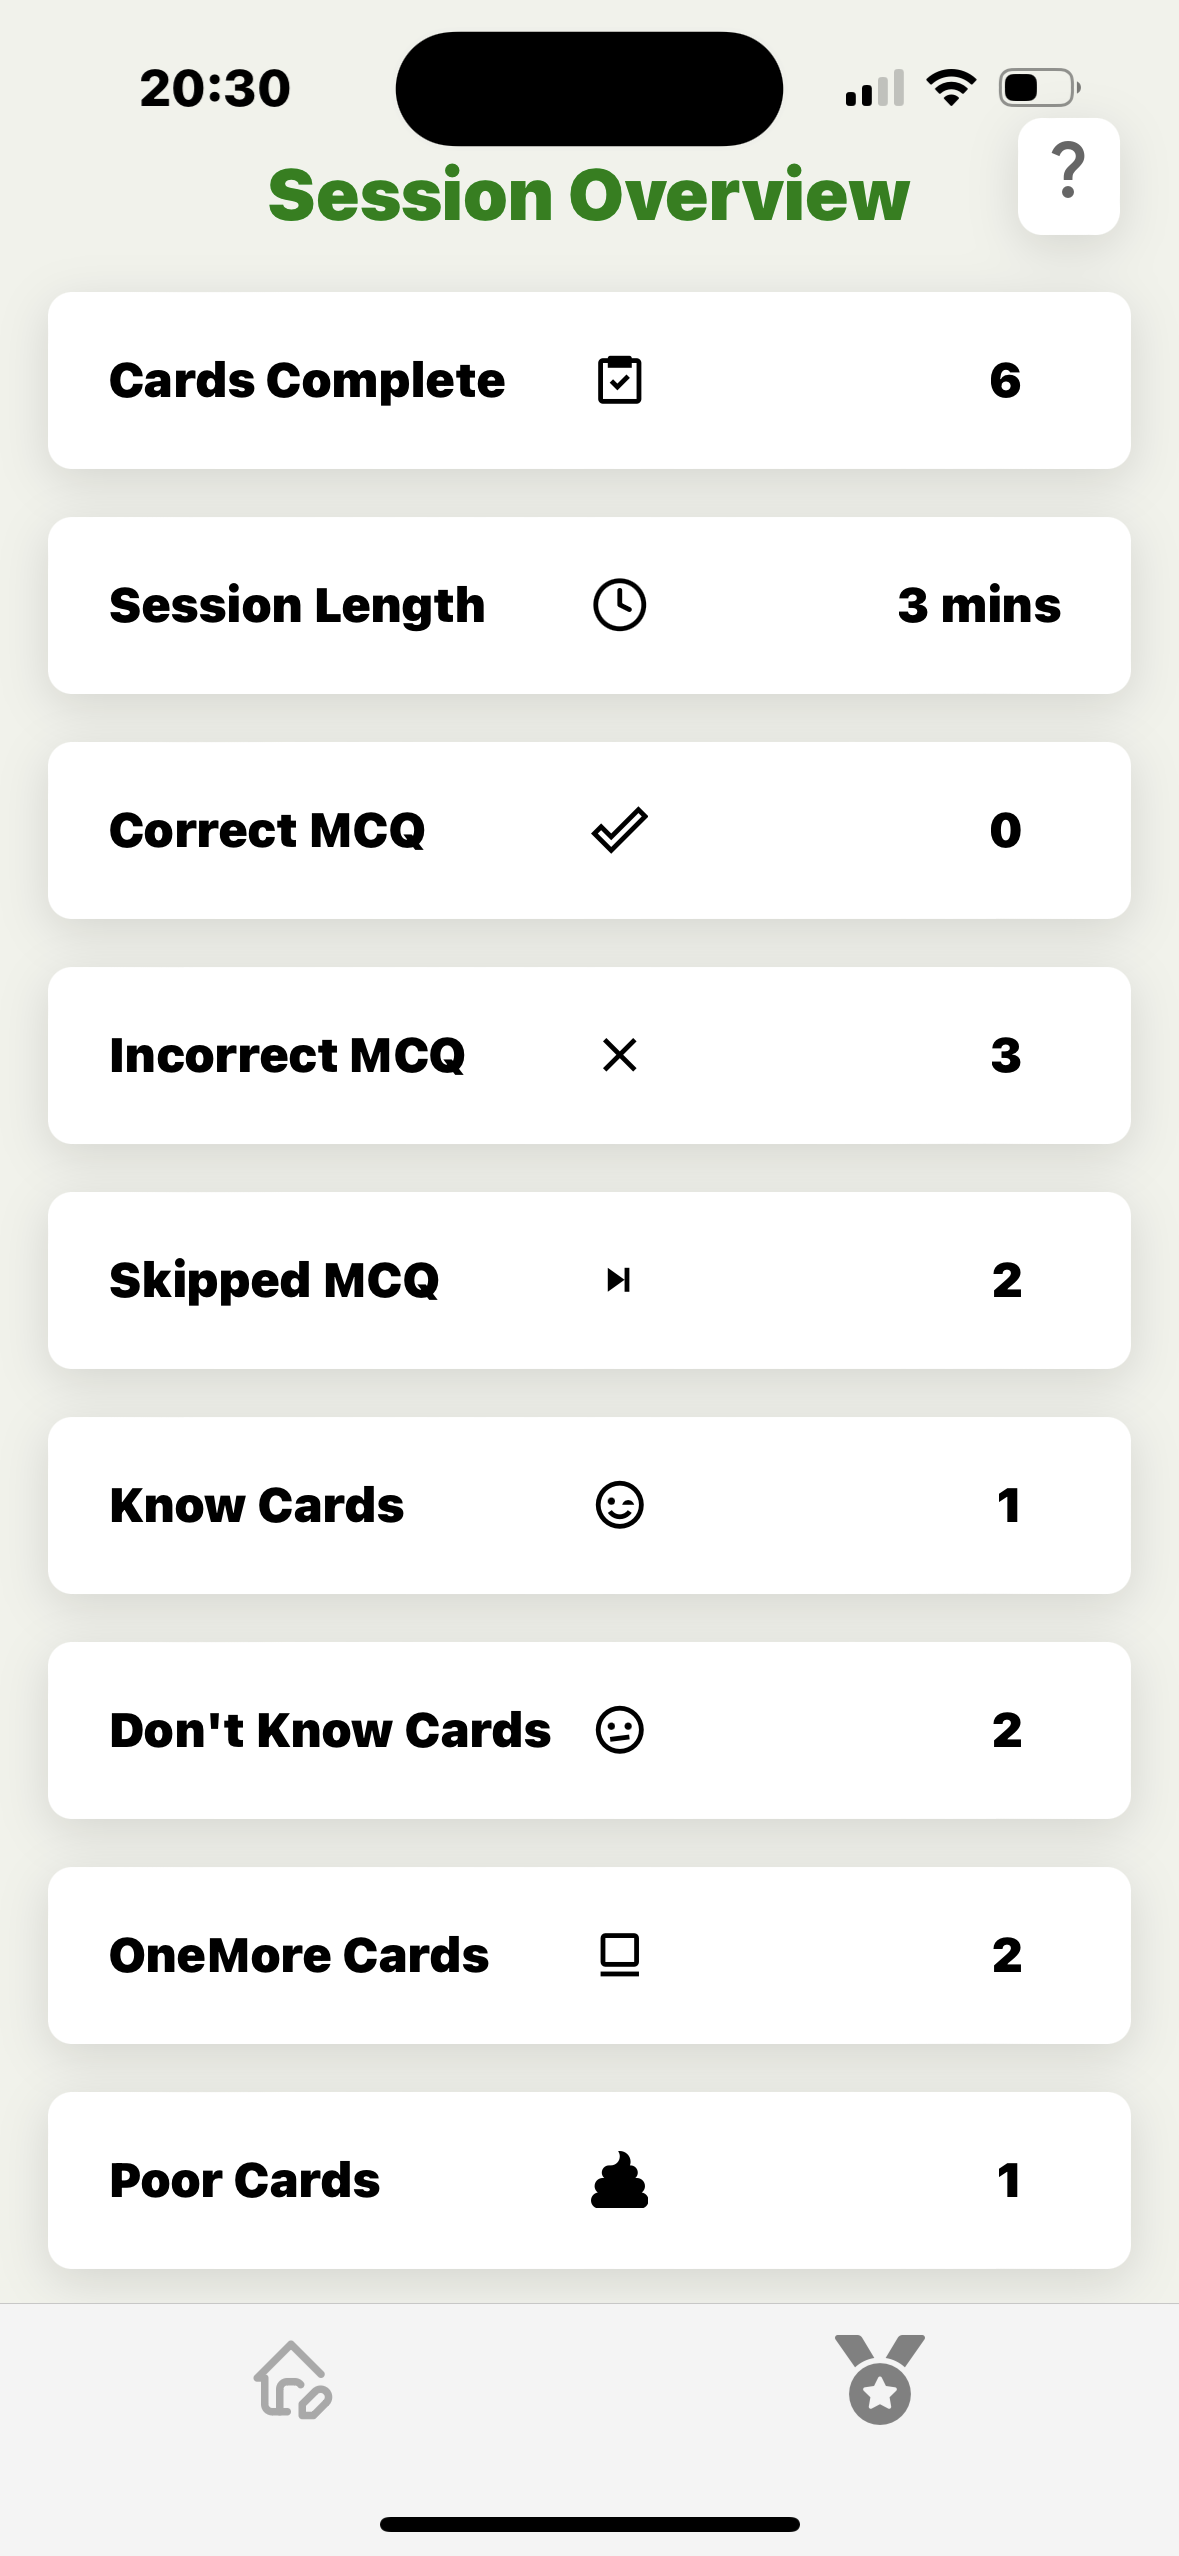 20:30
Session Overview
?
Cards Complete 6
Session Length 3 mins
Correct MCQ 0
Incorrect MCQ 3
Skipped MCQ 2
Know Cards 1
Don't Know Cards 2
OneMore Cards 2
Poor Cards 1